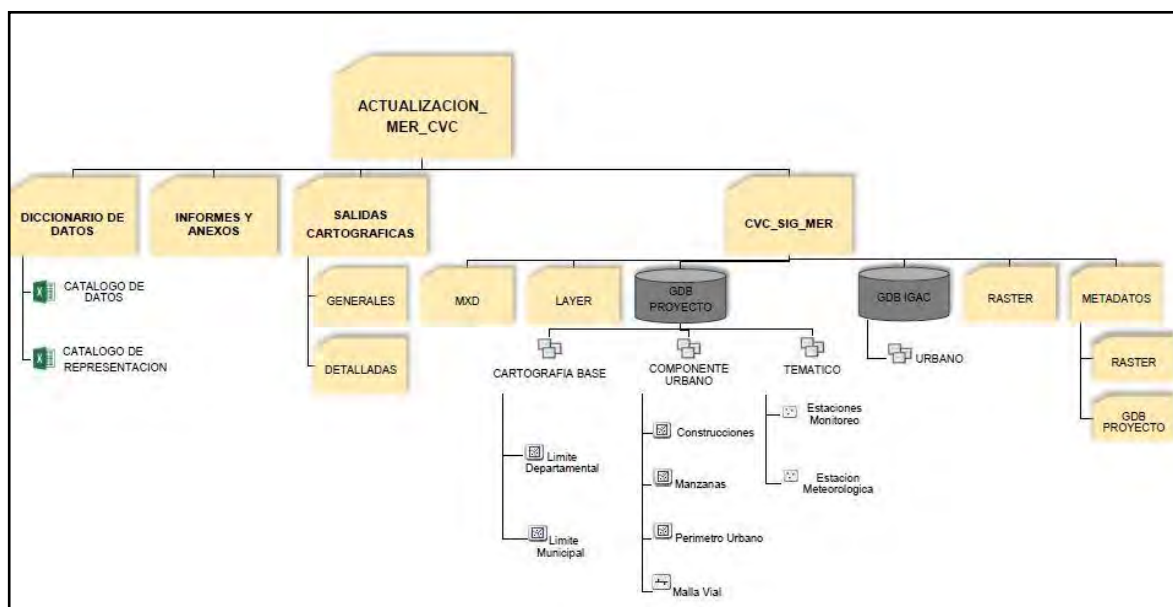 ACTUALIZACION_
MER_CVC
DICCIONARIO DE
DATOS
INFORMES Y
ANEXOS
SALIDAS
CARTOGRAFICAS
CVC_SIG_MER
CATALOGO DE
DATOS
CATALOGO DE
REPRESENTACION
GENERALES
DETALLADAS
MXD
LAYER
GDB
PROYECTO
GDB IGAC
RASTER
METADATOS
CARTOGRAFIA BASE
COMPONENTE
URBANO
TEMATICO
URBANO
RASTER
GDB
PROYECTO
Limite
Departamental
Limite
Municipal
Construcciones
Manzanas
Perimetro Urbano
Malla Vial
Estaciones
Monitoreo
Estacion
Meteorologica